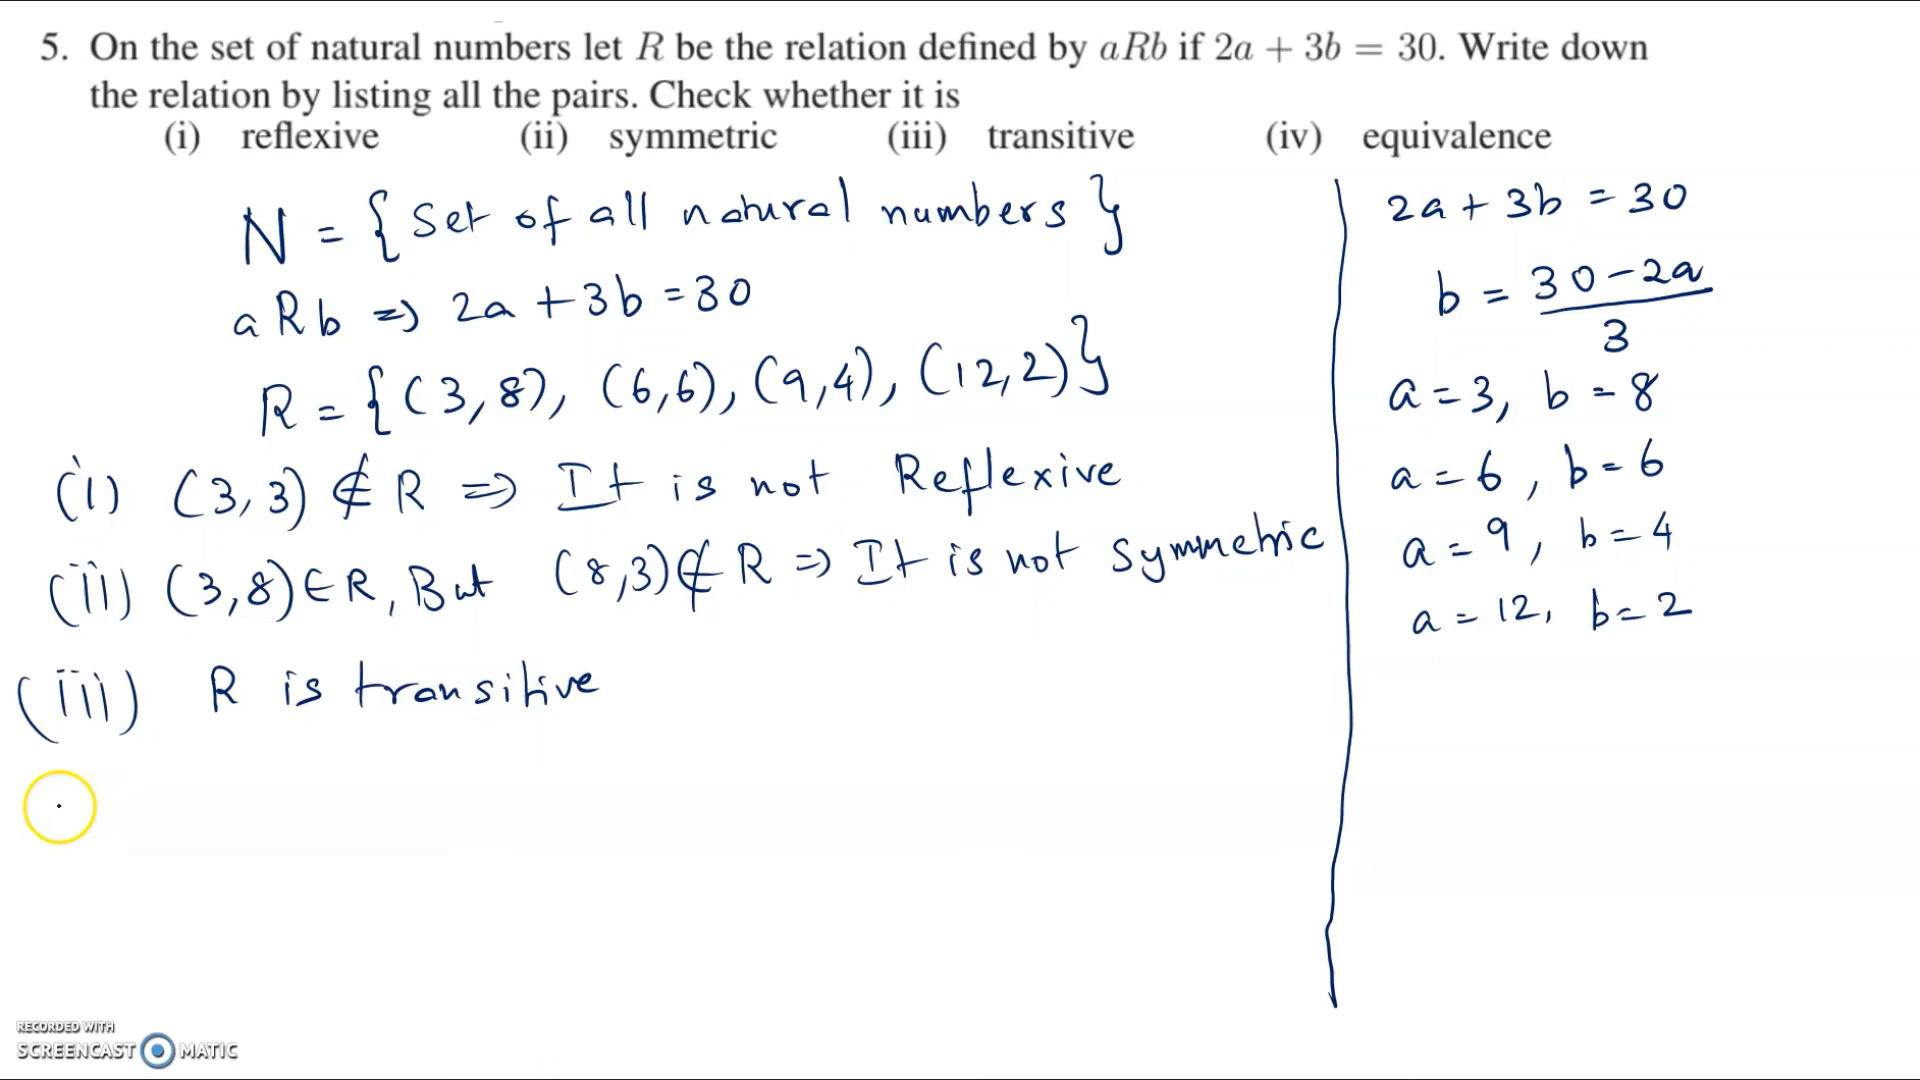 5. On the set of natural numbers let R be the relation defined by aRb if 2a + 3b = 30. Write down
the relation by listing all the pairs. Check whether it is
(i) reflexive (ii) symmetric (iii) transitive (iv) equivalence
N = { Set of all natural numbers }
aRb => 2a + 3b = 30
R = { (3,8), (6,6), (9,4), (12,2) }
(i) (3,3) ∉ R => It is not Reflexive
(ii) (3,8) ∈ R, But (8,3) ∉ R => It is not symmetric
(iii) R is transitive
2a + 3b = 30
b = 30 - 2a
3
a = 3, b = 8
a = 6, b = 6
a = 9, b = 4
a = 12, b = 2
RECORDED WITH
SCREENCAST MATIC